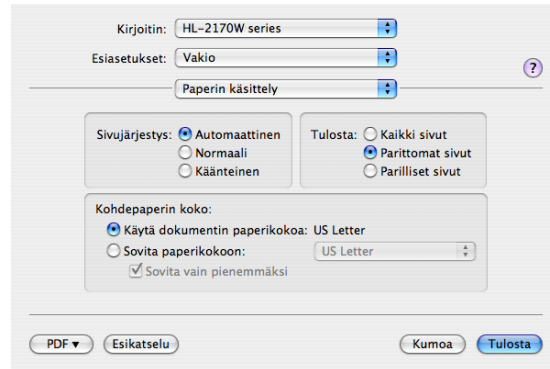 Kirjoitin: HL-2170W series
Esiasetukset: Vakio
?
Paperin käsittely
Sivujärjestys: Automaattinen
Normaali
Käänteinen
Tulosta: Kaikki sivut
Parittomat sivut
Parilliset sivut
Kohdepaperin koko:
Käytä dokumentin paperikokoa: US Letter
Sovita paperikokoon: US Letter
Sovita vain pienemmäksi
PDF ▼ Esikatselu Kumoa Tulosta